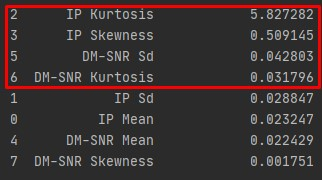 2 IP Kurtosis 5.827282
3 IP Skewness 0.509145
5 DM-SNR Sd 0.042803
6 DM-SNR Kurtosis 0.031796
1 IP Sd 0.028847
0 IP Mean 0.023247
4 DM-SNR Mean 0.022429
7 DM-SNR Skewness 0.001751